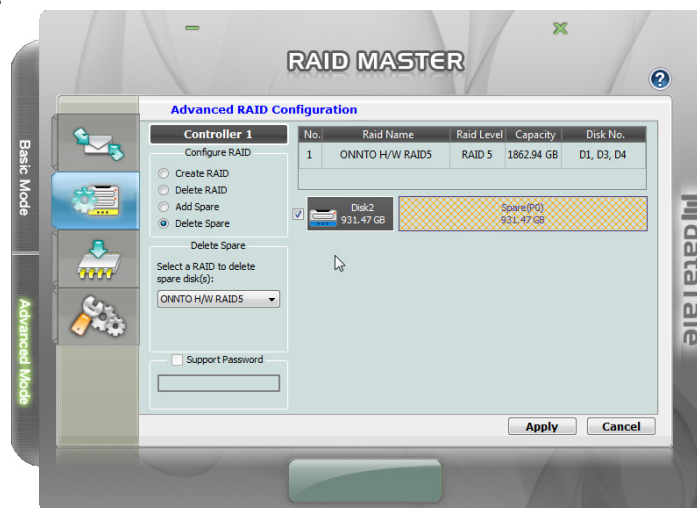 RAID MASTER
Advanced RAID Configuration
Basic Mode
Advanced Mode
Controller 1
Configure RAID
Create RAID
Delete RAID
Add Spare
Delete Spare
Delete Spare
Select a RAID to delete
spare disk(s):
ONNTO H/W RAID5
Support Password
No. Raid Name Raid Level Capacity Disk No.
1 ONNTO H/W RAID5 RAID 5 1862.94 GB D1, D3, D4
Disk2
931.47 GB
Spare(P0)
931.47 GB
Apply Cancel
dataTale